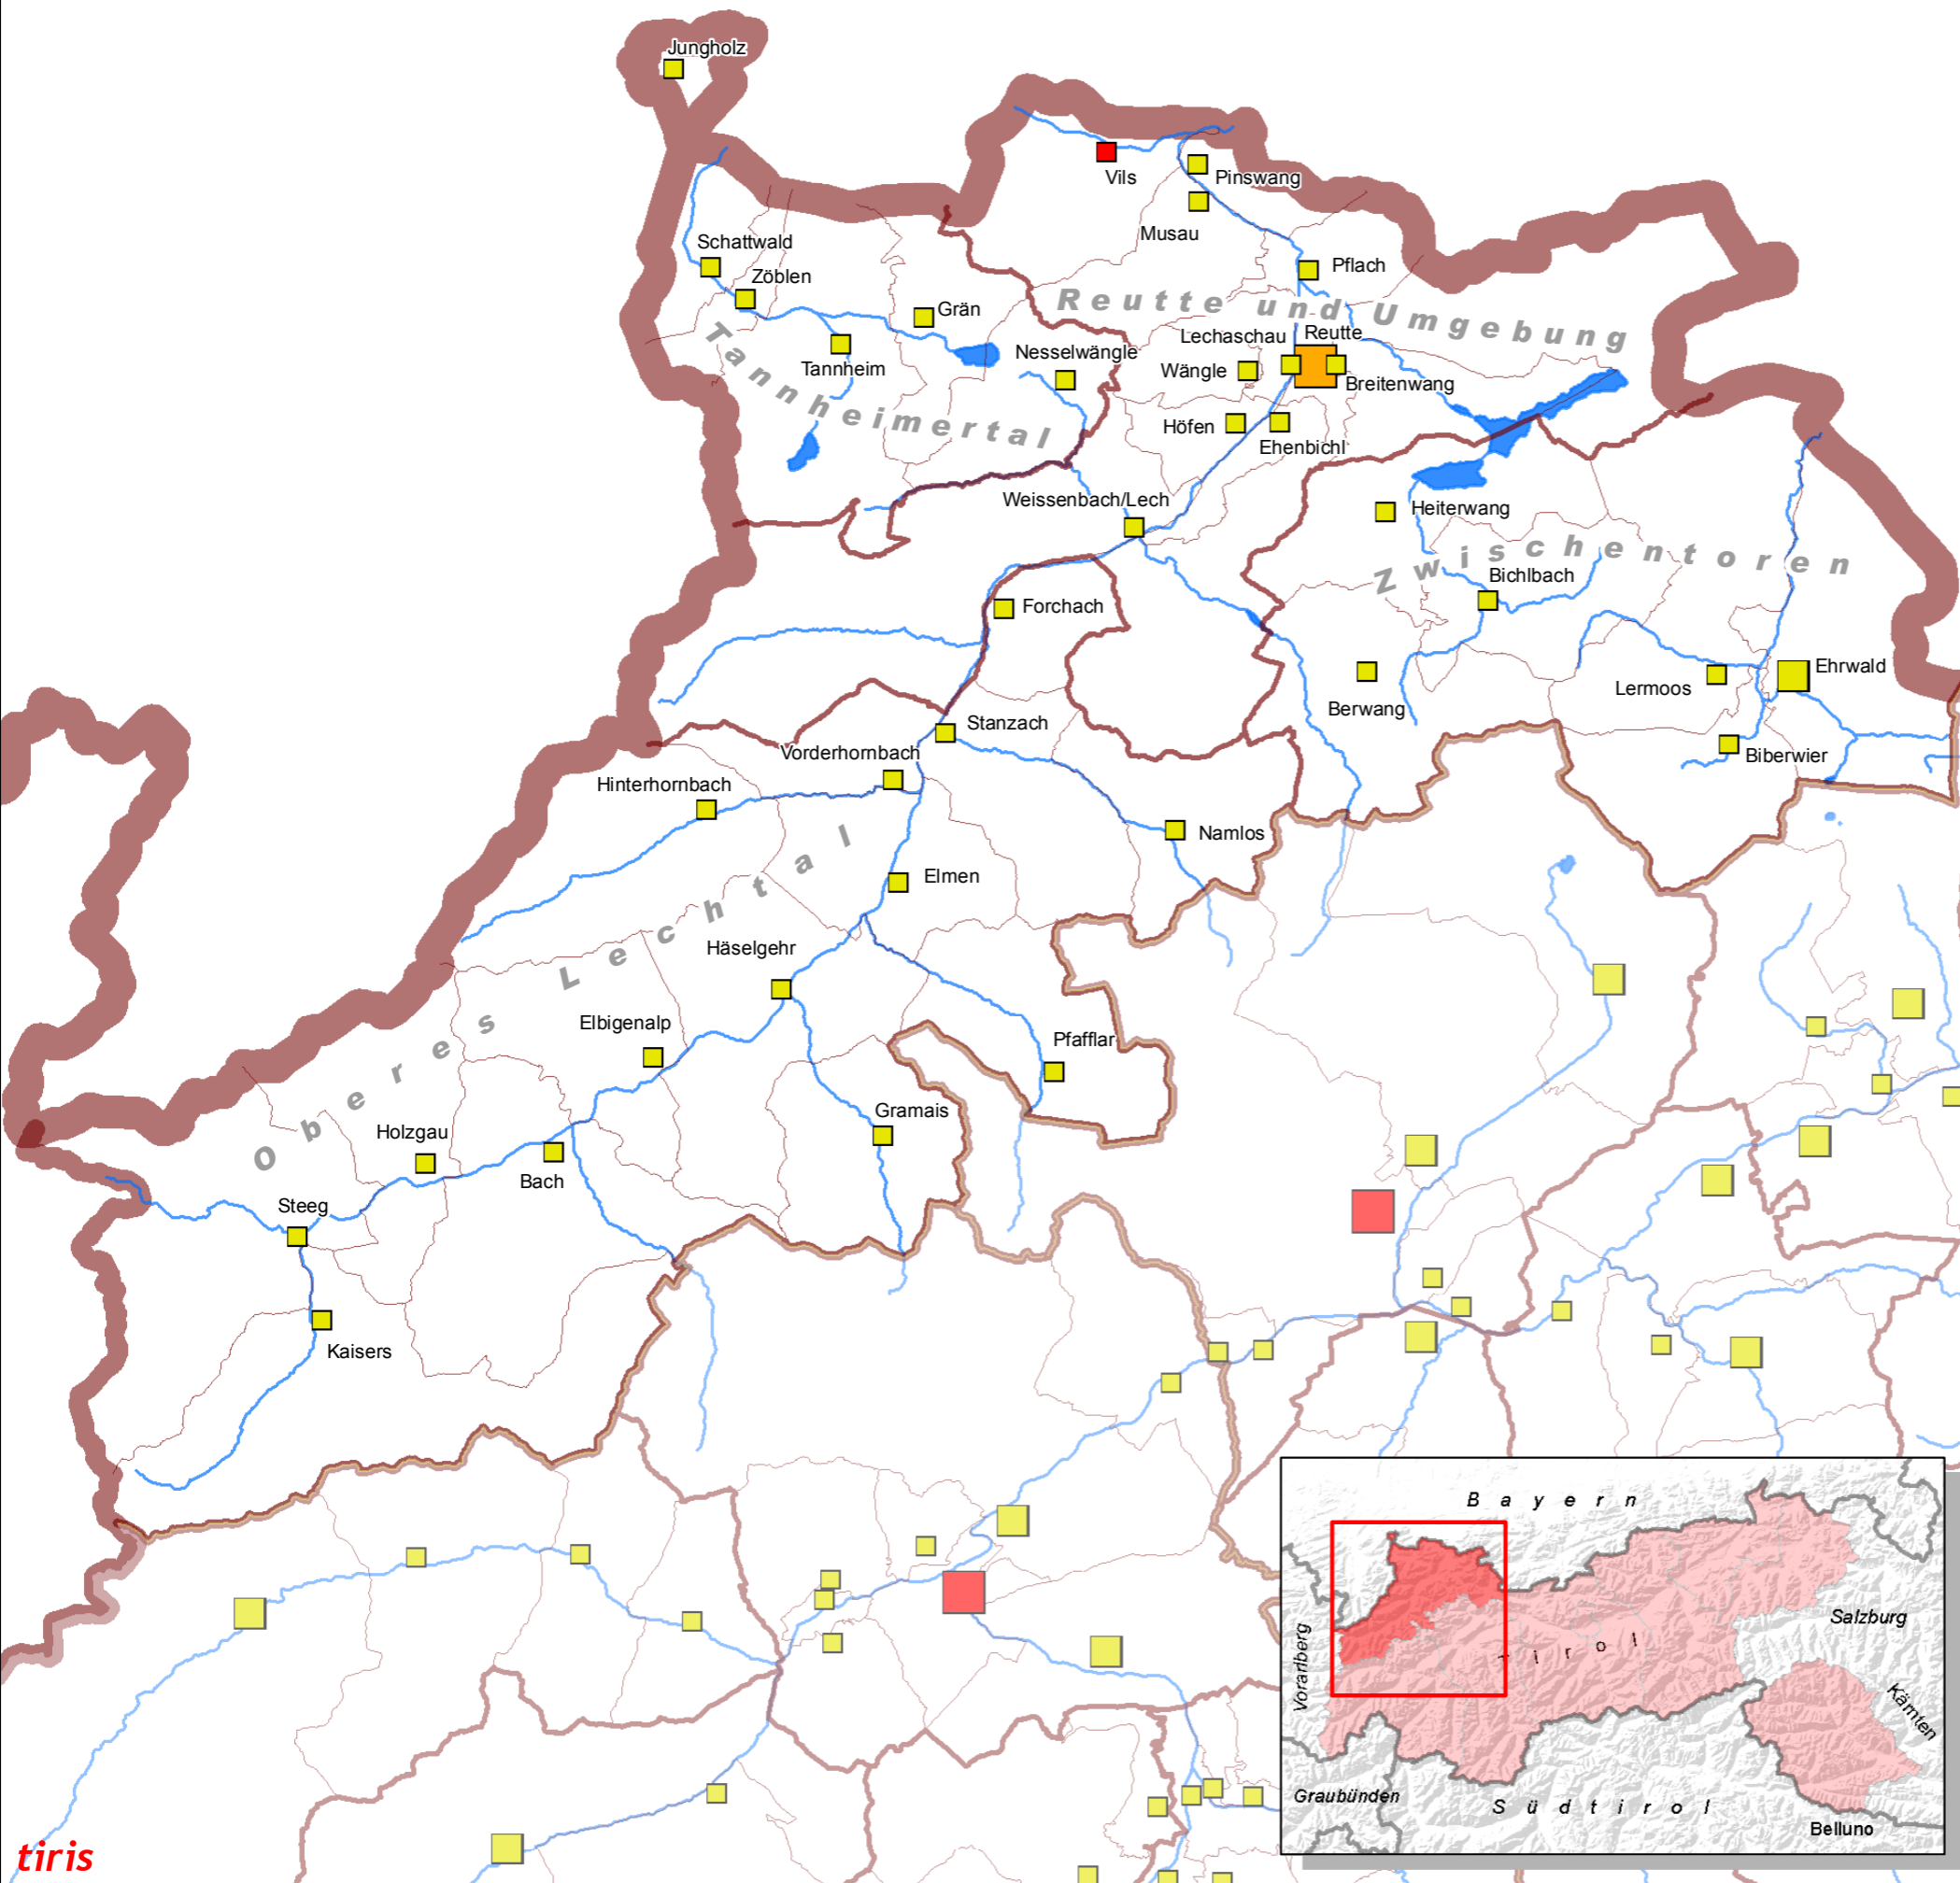 Jungholz
Vils
Pinswang
Musau
Schattwald
Zöblen
Pflach
Grän
Reutte und Umgebung
Tannheimertal
Lechaschau
Reutte
Tannheim
Nesselwängle
Wängle
Breitenwang
Höfen
Ehenbichl
Weissenbach/Lech
Heiterwang
Zwischentoren
Bichlbach
Forchach
Ehrwald
Lermoos
Berwang
Stanzach
Biberwier
Vorderhornbach
Hinterhornbach
Namlos
Elmen
Oberes Lechtal
Häselgehr
Elbigenalp
Pfafflar
Gramais
Holzgau
Bach
Steeg
Kaisers
Bayern
Salzburg
Vorarlberg
Tirol
Kärnten
Graubünden
Südtirol
Belluno
tiris